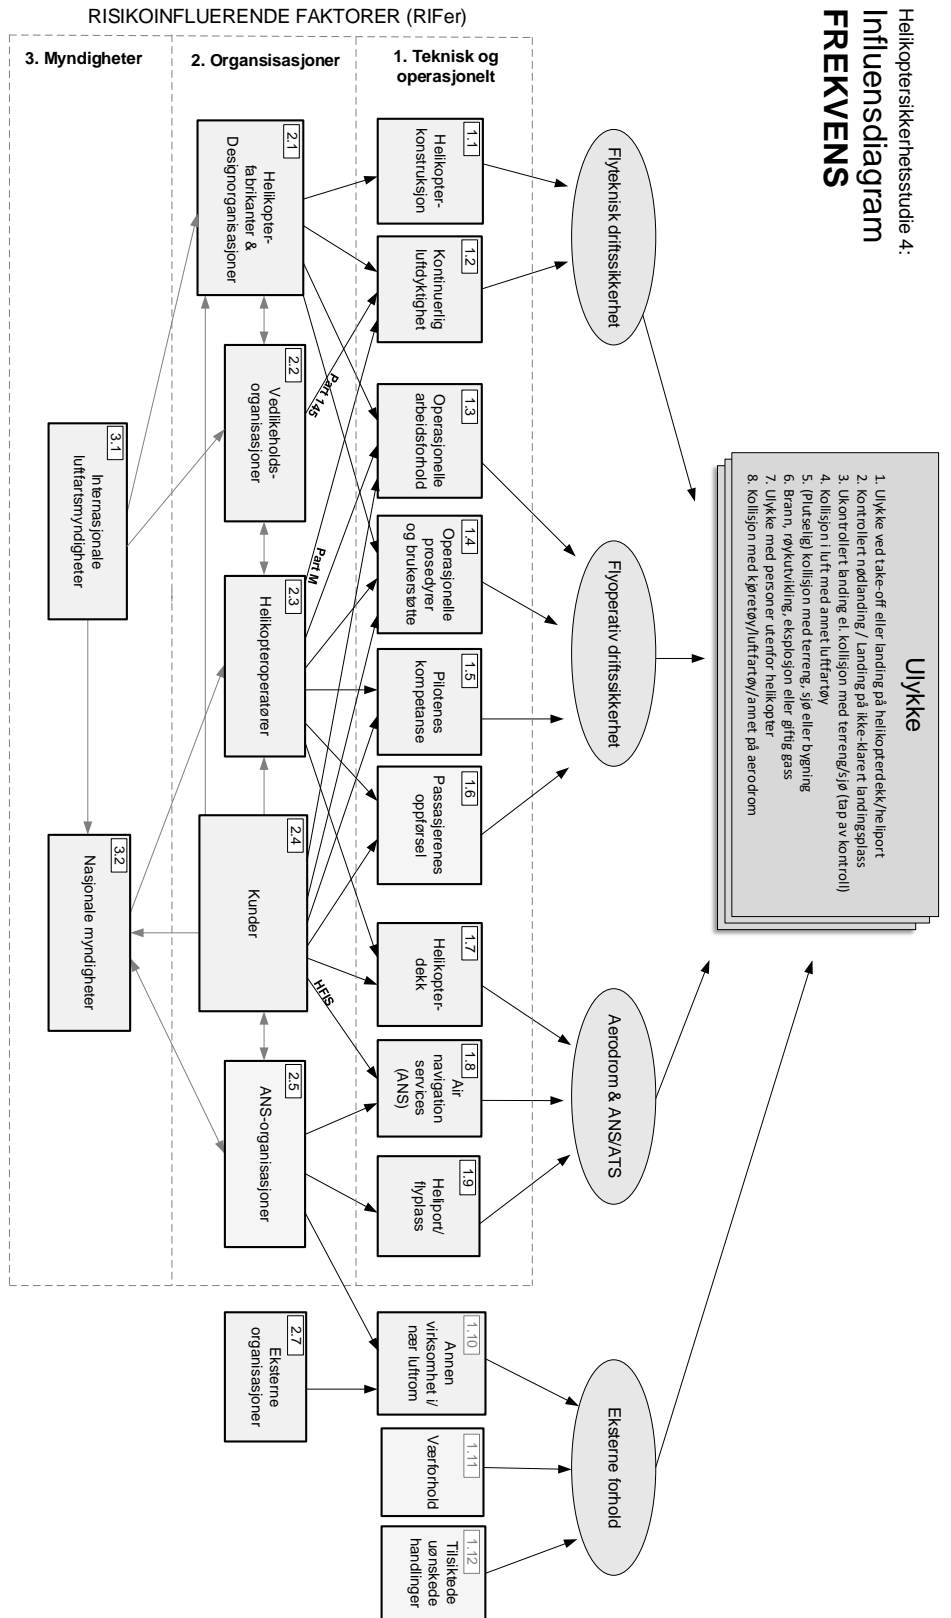 Helikoptersikkerhetsstudie 4:
Influensdiagram
FREKVENS
Ulykke
1. Ulykke ved take-off eller landing på helikopterdekk/heliport
2. Kontrollert nødlanding / Landing på ikke-klarert landingsplass
3. Ukontrollert landing el. kollisjon med terreng/sjø (tap av kontroll)
4. Kollisjon i luft med annet luftfartøy
5. (Plutselig) kollisjon med terreng, sjø eller bygning
6. Brann, røykutvikling, eksplosjon eller giftig gass
7. Ulykke med personer utenfor helikopter
8. Kollisjon med kjøretøy/luftfartøy/annet på aerodrom
Flyteknisk driftssikkerhet
Flyoperativ driftssikkerhet
Aerodrom & ANS/ATS
Eksterne forhold
RISIKOINFLUERENDE FAKTORER (RIFer)
1. Teknisk og
operasjonelt
1.1
Helikopter-
konstruksjon
1.2
Kontinuerlig
luftdyktighet
1.3
Operasjonelle
arbeidsforhold
1.4
Operasjonelle
prosedyrer
og brukerstøtte
1.5
Pilotenes
kompetanse
1.6
Passasjerenes
oppførsel
1.7
Helikopter-
dekk
1.8
Air
navigation
services
(ANS)
1.9
Heliport/
flyplass
1.10
Annen
virksomhet i/
nær luftrom
1.11
Værforhold
1.12
Tilsiktede
uønskede
handlinger
Part 145
Part M
HFIS
2. Organsisasjoner
2.1
Helikopter-
fabrikanter &
Designorganisasjoner
2.2
Vedlikeholds-
organisasjoner
2.3
Helikopteroperatører
2.4
Kunder
2.5
ANS-organisasjoner
2.7
Eksterne
organisasjoner
3. Myndigheter
3.1
Internasjonale
luftfartsmyndigheter
3.2
Nasjonale myndigheter